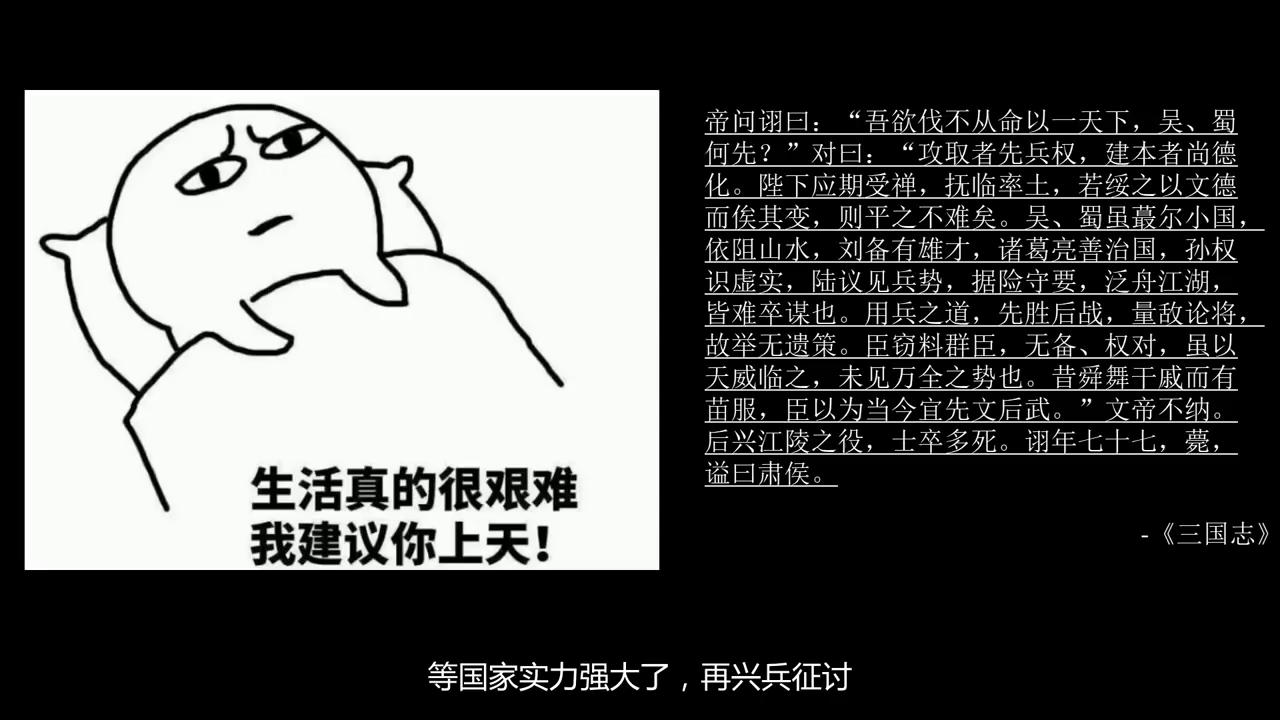 生活真的很艰难
我建议你上天！
帝问诩曰：“吾欲伐不从命以一天下，吴、蜀
何先？”对曰：“攻取者先兵权，建本者尚德
化。陛下应期受禅，抚临率土，若绥之以文德
而俟其变，则平之不难矣。吴、蜀虽蕞尔小国，
依阻山水，刘备有雄才，诸葛亮善治国，孙权
识虚实，陆议见兵势，据险守要，泛舟江湖，
皆难卒谋也。用兵之道，先胜后战，量敌论将，
故举无遗策。臣窃料群臣，无备、权对，虽以
天威临之，未见万全之势也。昔舜舞干戚而有
苗服，臣以为当今宜先文后武。”文帝不纳。
后兴江陵之役，士卒多死。诩年七十七，薨，
谥曰肃侯。
-《三国志》
等国家实力强大了，再兴兵征讨